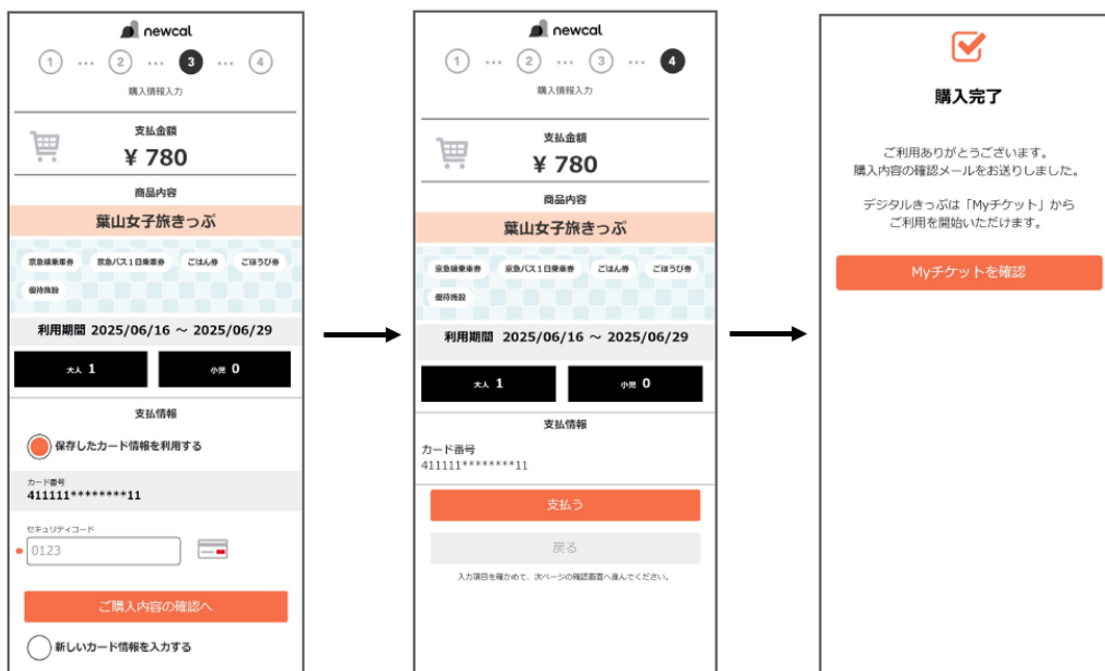 newcal
1 … 2 … 3 … 4
購入情報入力
支払金額
¥ 780
商品内容
葉山女子旅きっぷ
京急線乗車券 京急バス1日乗車券 ごはん券 ごほうび券
優待施設
利用期間 2025/06/16 ～ 2025/06/29
大人 1 小児 0
支払情報
保存したカード情報を利用する
カード番号
411111********11
セキュリティコード
0123
ご購入内容の確認へ
新しいカード情報を入力する
newcal
1 … 2 … 3 … 4
購入情報入力
支払金額
¥ 780
商品内容
葉山女子旅きっぷ
京急線乗車券 京急バス1日乗車券 ごはん券 ごほうび券
優待施設
利用期間 2025/06/16 ～ 2025/06/29
大人 1 小児 0
支払情報
カード番号
411111********11
支払う
戻る
入力項目を確かめて、次ページの確認画面へ進んでください。
購入完了
ご利用ありがとうございます。
購入内容の確認メールをお送りしました。
デジタルきっぷは「Myチケット」から
ご利用を開始いただけます。
Myチケットを確認